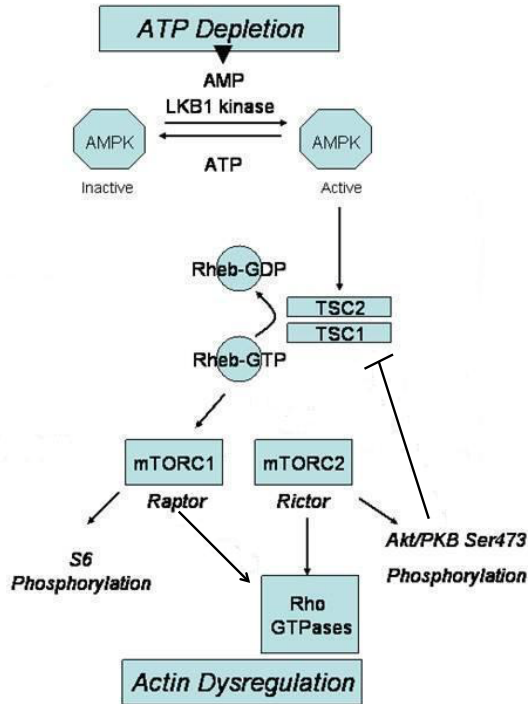 ATP Depletion
AMP
LKB1 kinase
AMPK
AMPK
ATP
Inactive
Active
Rheb-GDP
TSC2
TSC1
Rheb-GTP
mTORC1
mTORC2
Raptor
Rictor
Akt/PKB Ser473
Phosphorylation
S6
Phosphorylation
Rho
GTPases
Actin Dysregulation